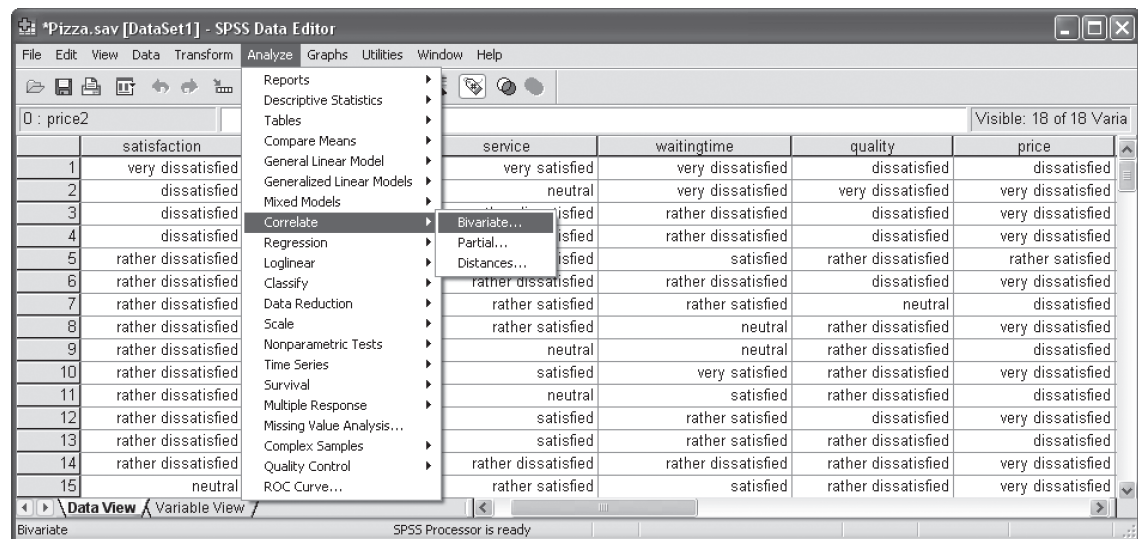 *Pizza.sav [DataSet1] - SPSS Data Editor
File Edit View Data Transform Analyze Graphs Utilities Window Help
0 : price2
Visible: 18 of 18 Varia
Reports
Descriptive Statistics
Tables
Compare Means
General Linear Model
Generalized Linear Models
Mixed Models
Correlate
Regression
Loglinear
Classify
Data Reduction
Scale
Nonparametric Tests
Time Series
Survival
Multiple Response
Missing Value Analysis...
Complex Samples
Quality Control
ROC Curve...
Bivariate...
Partial...
Distances...
satisfaction service waitingtime quality price
1 very dissatisfied very satisfied very dissatisfied dissatisfied dissatisfied
2 dissatisfied neutral very dissatisfied very dissatisfied very dissatisfied
3 dissatisfied rather dissatisfied dissatisfied very dissatisfied
4 dissatisfied rather dissatisfied dissatisfied very dissatisfied
5 rather dissatisfied satisfied rather dissatisfied rather satisfied
6 rather dissatisfied rather dissatisfied rather dissatisfied dissatisfied very dissatisfied
7 rather dissatisfied rather satisfied rather satisfied neutral dissatisfied
8 rather dissatisfied rather satisfied neutral rather dissatisfied very dissatisfied
9 rather dissatisfied neutral neutral rather dissatisfied dissatisfied
10 rather dissatisfied satisfied very satisfied rather dissatisfied very dissatisfied
11 rather dissatisfied neutral satisfied rather dissatisfied dissatisfied
12 rather dissatisfied satisfied rather satisfied dissatisfied very dissatisfied
13 rather dissatisfied satisfied rather satisfied rather dissatisfied dissatisfied
14 rather dissatisfied rather dissatisfied rather dissatisfied rather dissatisfied very dissatisfied
15 neutral rather satisfied satisfied rather dissatisfied very dissatisfied
Data View Variable View
Bivariate SPSS Processor is ready